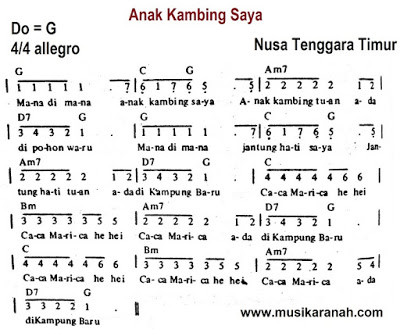 Anak Kambing Saya
Do = G
4/4 allegro
Nusa Tenggara Timur
G C G Am7
1 1 1 1 1 . 7 6 1 7 6 5 . 5 2 2 2 2 2 1 2
Ma-na di ma-na a-nak kambing sa-ya A- nak kambing tu-an a-da
D7 G G C G
3 4 3 2 1 . 1 1 1 1 1 . 7 6 1 7 6 5 . 5
di po-hon wa-ru Ma-na di ma-na jantung ha-ti sa-ya Jan-
Am7 D7 G C
2 2 2 2 2 1 2 3 4 3 2 1 . 4 4 4 4 4 6 6
tung ha-ti tu-an a-da di Kampung Ba-ru Ca-ca Ma-ri-ca he hei
Bm Am7 D7 G
3 3 3 3 3 5 5 2 2 2 2 1 2 3 4 3 2 1 .
Ca-ca Ma-ri-ca he hei Ca-ca Ma-ri-ca a-da di Kampung Ba-ru
C Bm Am7
4 4 4 4 4 6 6 3 3 3 3 3 5 5 2 2 2 2 2 5 4
Ca-ca Ma-ri-ca he hei Ca-ca Ma-ri-ca he hei Ca-ca Ma-ri-ca a-da
D7 G
3 3 2 2 1 .
diKampung Baru
www.musikaranah.com